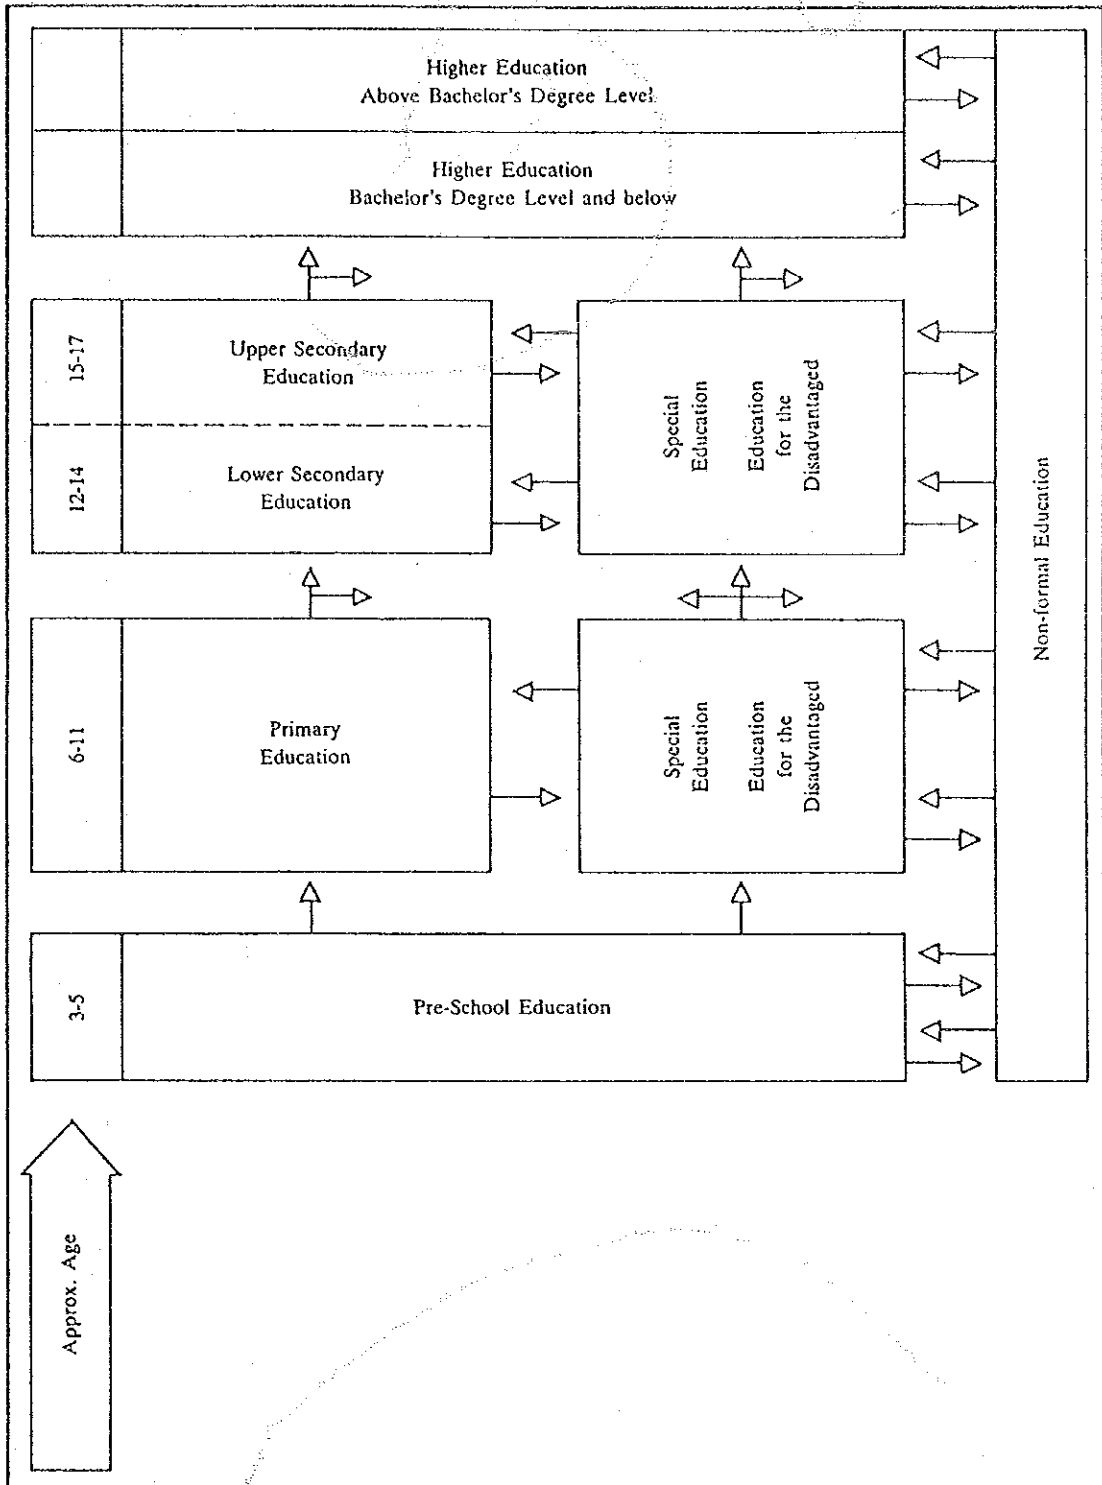 Higher Education
Above Bachelor's Degree Level
Higher Education
Bachelor's Degree Level and below
15-17
Upper Secondary
Education
Special
Education
Education
for the
Disadvantaged
12-14
Lower Secondary
Education
6-11
Primary
Education
Special
Education
Education
for the
Disadvantaged
Non-formal Education
3-5
Pre-School Education
Approx. Age